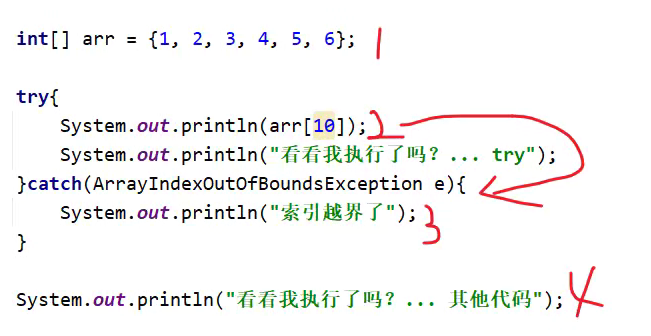 int[] arr = {1, 2, 3, 4, 5, 6}; 1
try{
System.out.println(arr[10]); 2
System.out.println("看看我执行了吗？... try");
}catch(ArrayIndexOutOfBoundsException e){
System.out.println("索引越界了"); 3
}
System.out.println("看看我执行了吗？... 其他代码"); 4